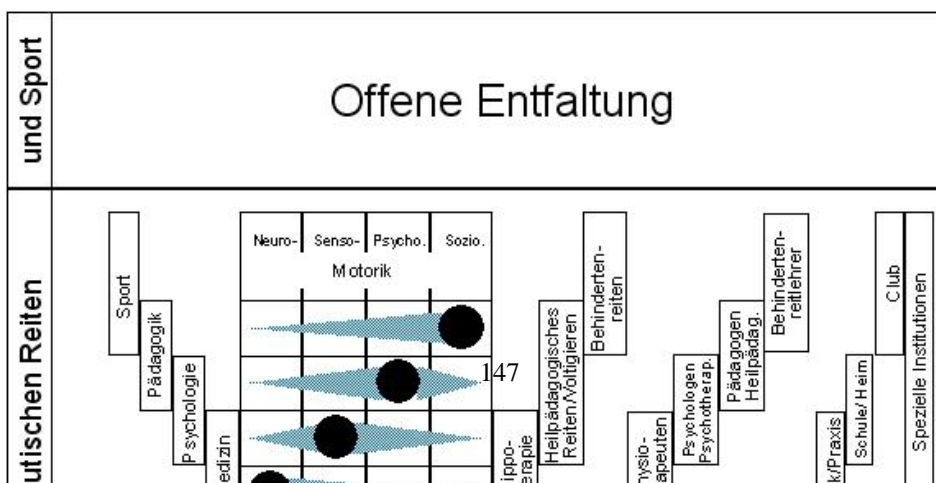 und Sport
Offene Entfaltung
utischen Reiten
Sport
Pädagogik
Psychologie
edizin
Neuro- Senso- Psycho. Sozio.
Motorik
147
ippo-
erapie
Heilpädagogisches
Reiten/Voltigieren
Behinderten-
reiten
hysio-
apeuten
Psychologen
Psychotherap.
Pädagogen
Heilpädag.
Behinderten-
reitlehrer
k/Praxis
Schule/Heim
Club
Spezielle Institutionen